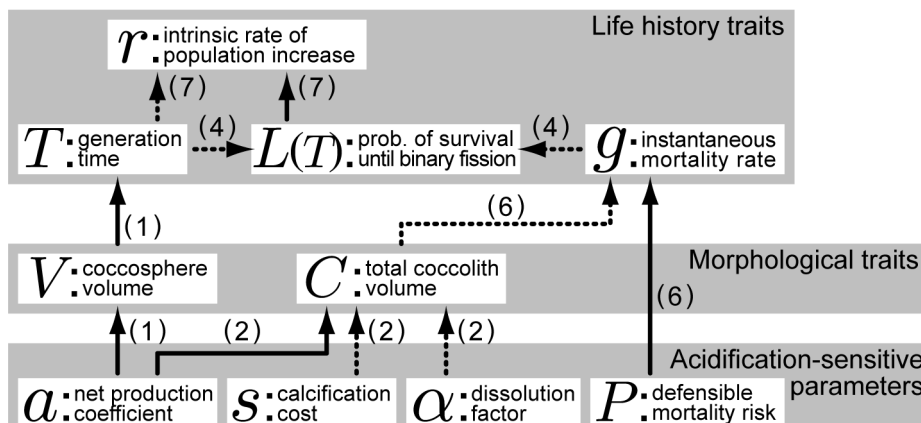 Life history traits
r: intrinsic rate of
population increase
(7) (7)
T: generation
time
(4)
L(T): prob. of survival
until binary fission
(4)
g: instantaneous
mortality rate
(1)
(6)
V: coccosphere
volume
C: total coccolith
volume
Morphological traits
(6)
(1) (2) (2) (2)
Acidification-sensitive
parameters
a: net production
coefficient
s: calcification
cost
α: dissolution
factor
P: defensible
mortality risk